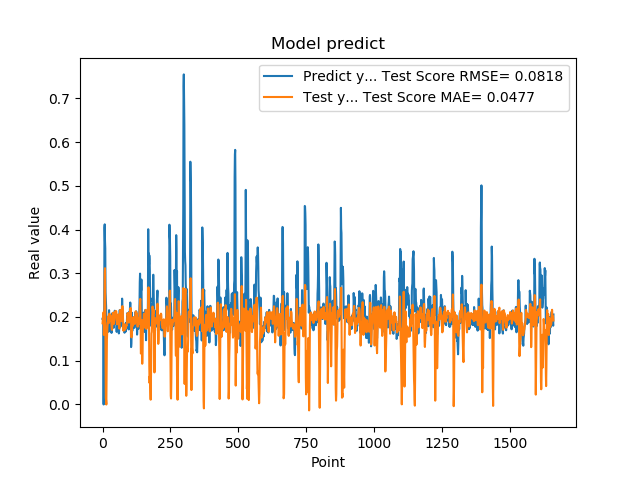 Model predict
Predict y... Test Score RMSE= 0.0818
Test y... Test Score MAE= 0.0477
Real value
0.7
0.6
0.5
0.4
0.3
0.2
0.1
0.0
0 250 500 750 1000 1250 1500
Point